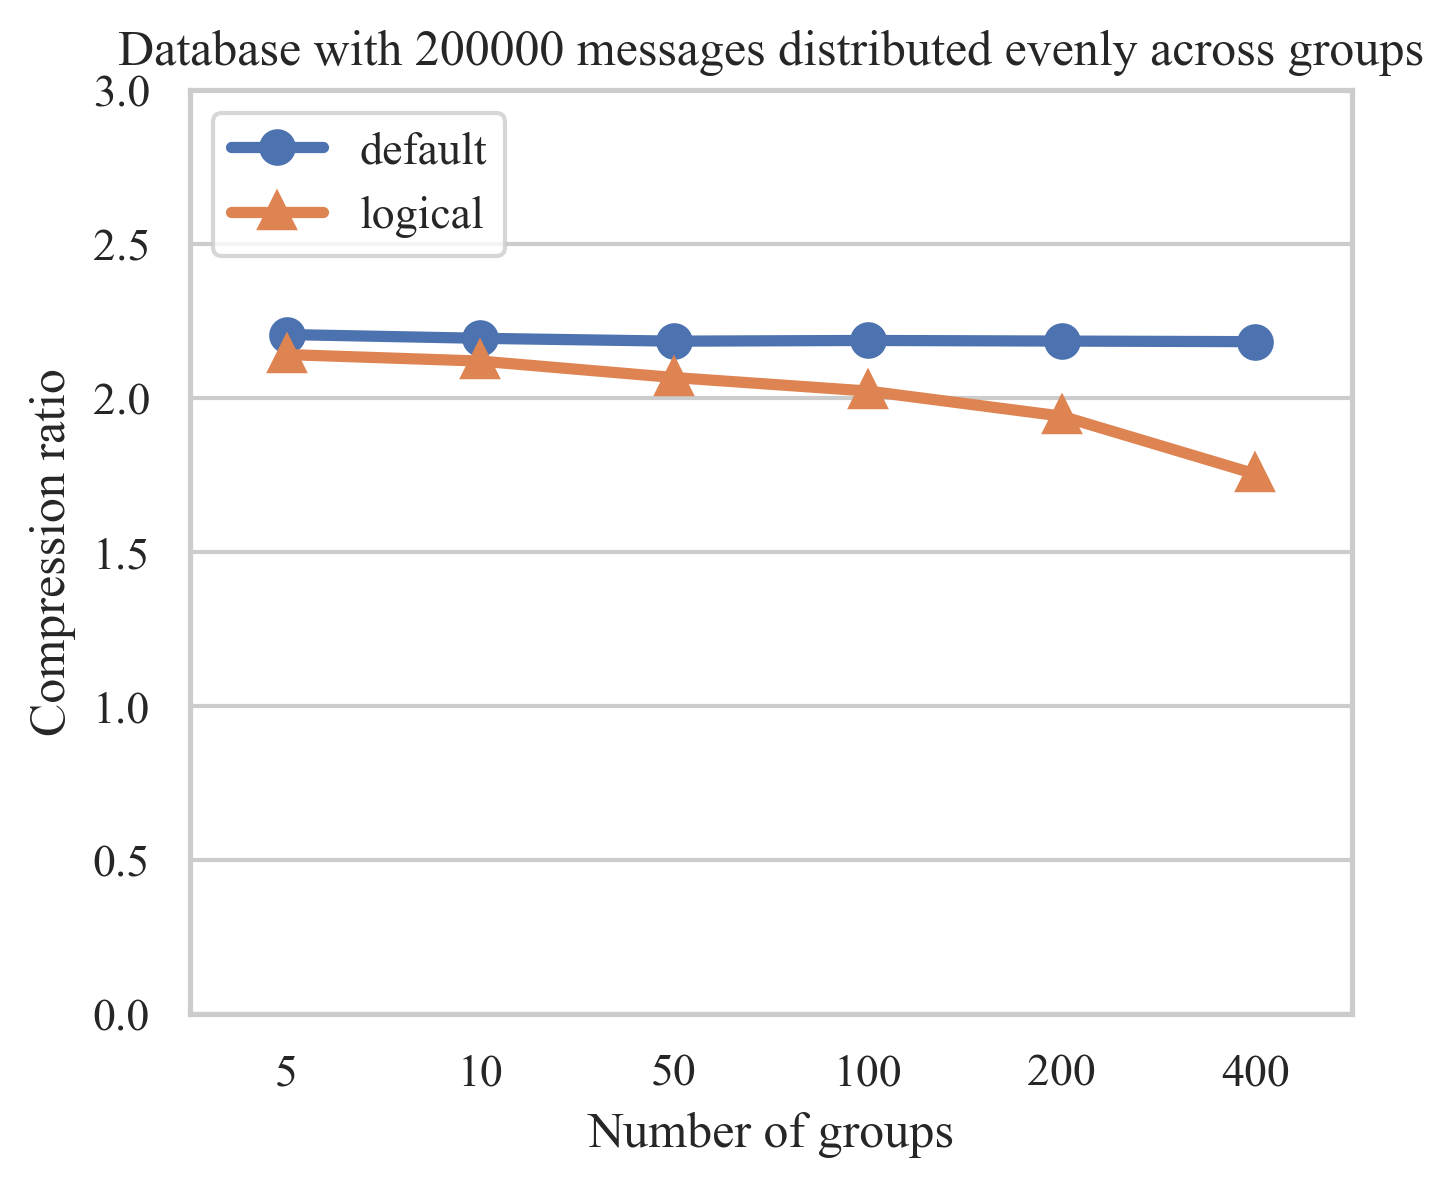 Database with 200000 messages distributed evenly across groups
3.0
default
logical
2.5
2.0
1.5
1.0
0.5
0.0
Compression ratio
5 10 50 100 200 400
Number of groups